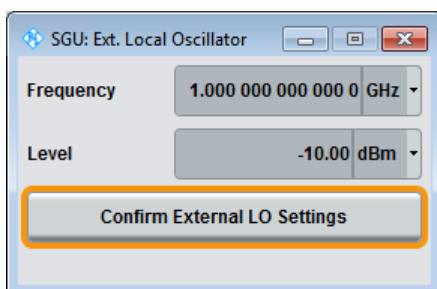 SGU: Ext. Local Oscillator
Frequency 1.000 000 000 000 0 GHz
Level -10.00 dBm
Confirm External LO Settings